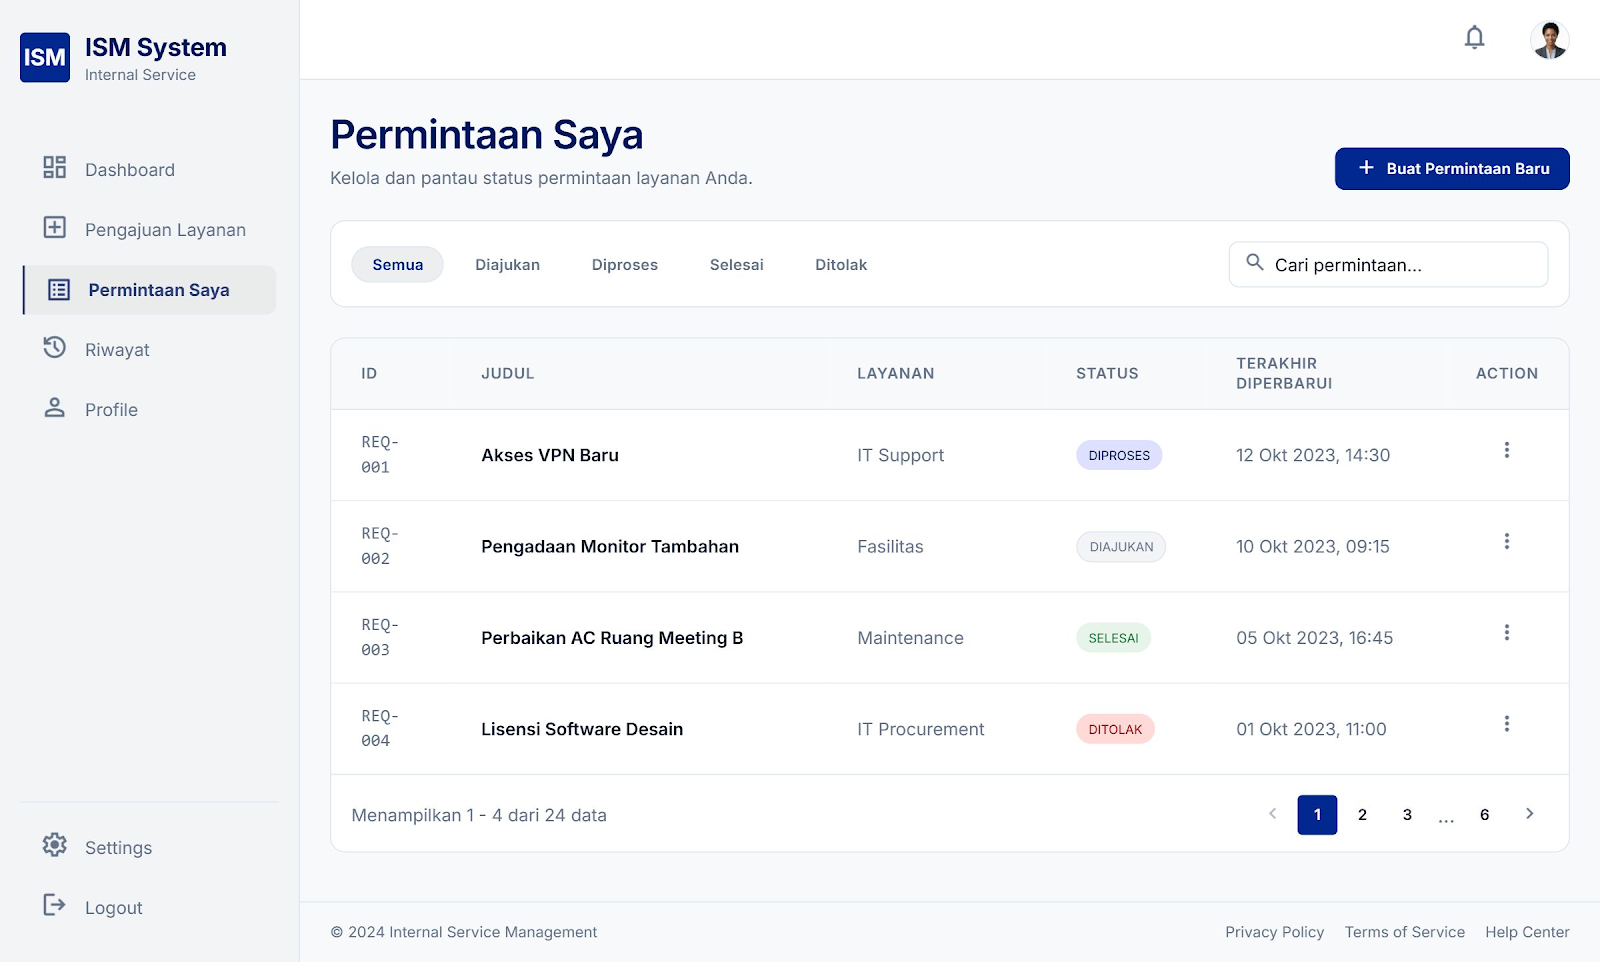 ISM
ISM System
Internal Service
Dashboard
Pengajuan Layanan
Permintaan Saya
Riwayat
Profile
Settings
Logout
Permintaan Saya
Kelola dan pantau status permintaan layanan Anda.
Buat Permintaan Baru
Semua Diajukan Diproses Selesai Ditolak
Cari permintaan...
ID JUDUL LAYANAN STATUS TERAKHIR DIPERBARUI ACTION
REQ-001 Akses VPN Baru IT Support DIPROSES 12 Okt 2023, 14:30
REQ-002 Pengadaan Monitor Tambahan Fasilitas DIAJUKAN 10 Okt 2023, 09:15
REQ-003 Perbaikan AC Ruang Meeting B Maintenance SELESAI 05 Okt 2023, 16:45
REQ-004 Lisensi Software Desain IT Procurement DITOLAK 01 Okt 2023, 11:00
Menampilkan 1 - 4 dari 24 data
1 2 3 ... 6
© 2024 Internal Service Management
Privacy Policy Terms of Service Help Center